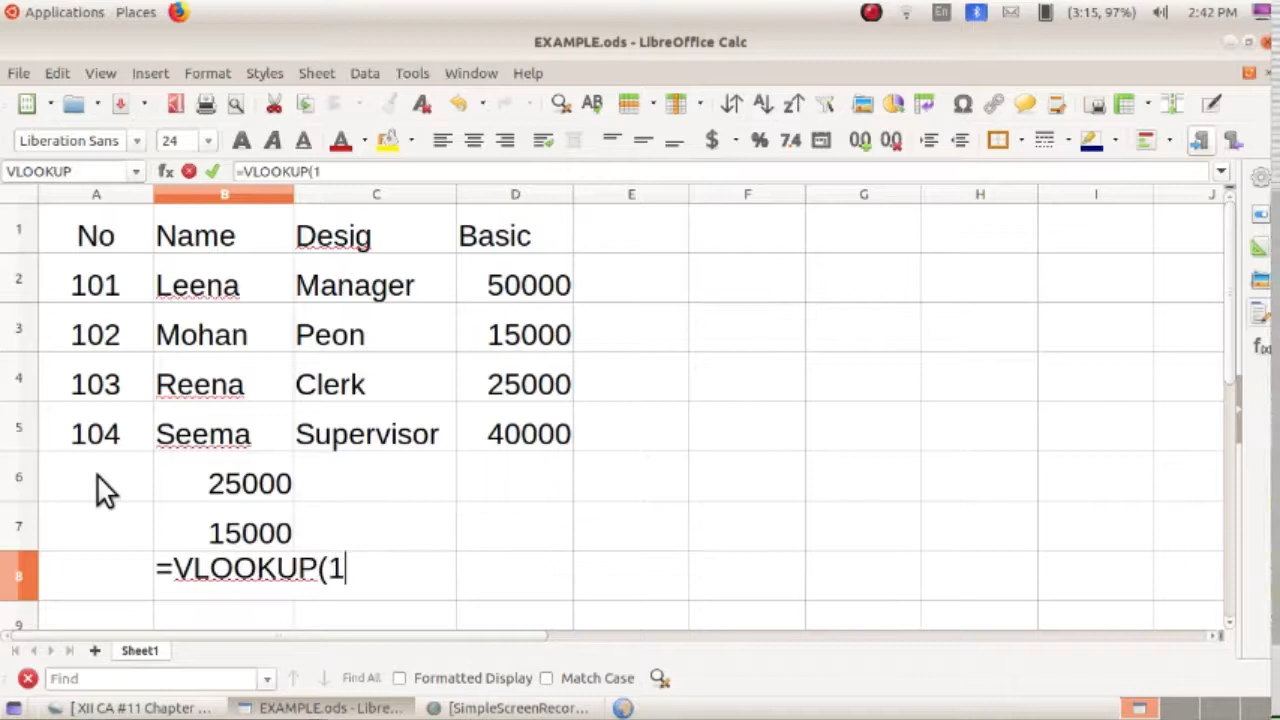 Applications Places En (3:15, 97%) 2:42 PM
EXAMPLE.ods - LibreOffice Calc
File Edit View Insert Format Styles Sheet Data Tools Window Help
Liberation Sans 24
VLOOKUP =VLOOKUP(1
A B C D E F G H I J
1 No Name Desig Basic
2 101 Leena Manager 50000
3 102 Mohan Peon 15000
4 103 Reena Clerk 25000
5 104 Seema Supervisor 40000
6 25000
7 15000
8 =VLOOKUP(1
9
Sheet1
Find Find All Formatted Display Match Case
[ XII CA #11 Chapter ... EXAMPLE.ods - Libre... [SimpleScreenRecor...